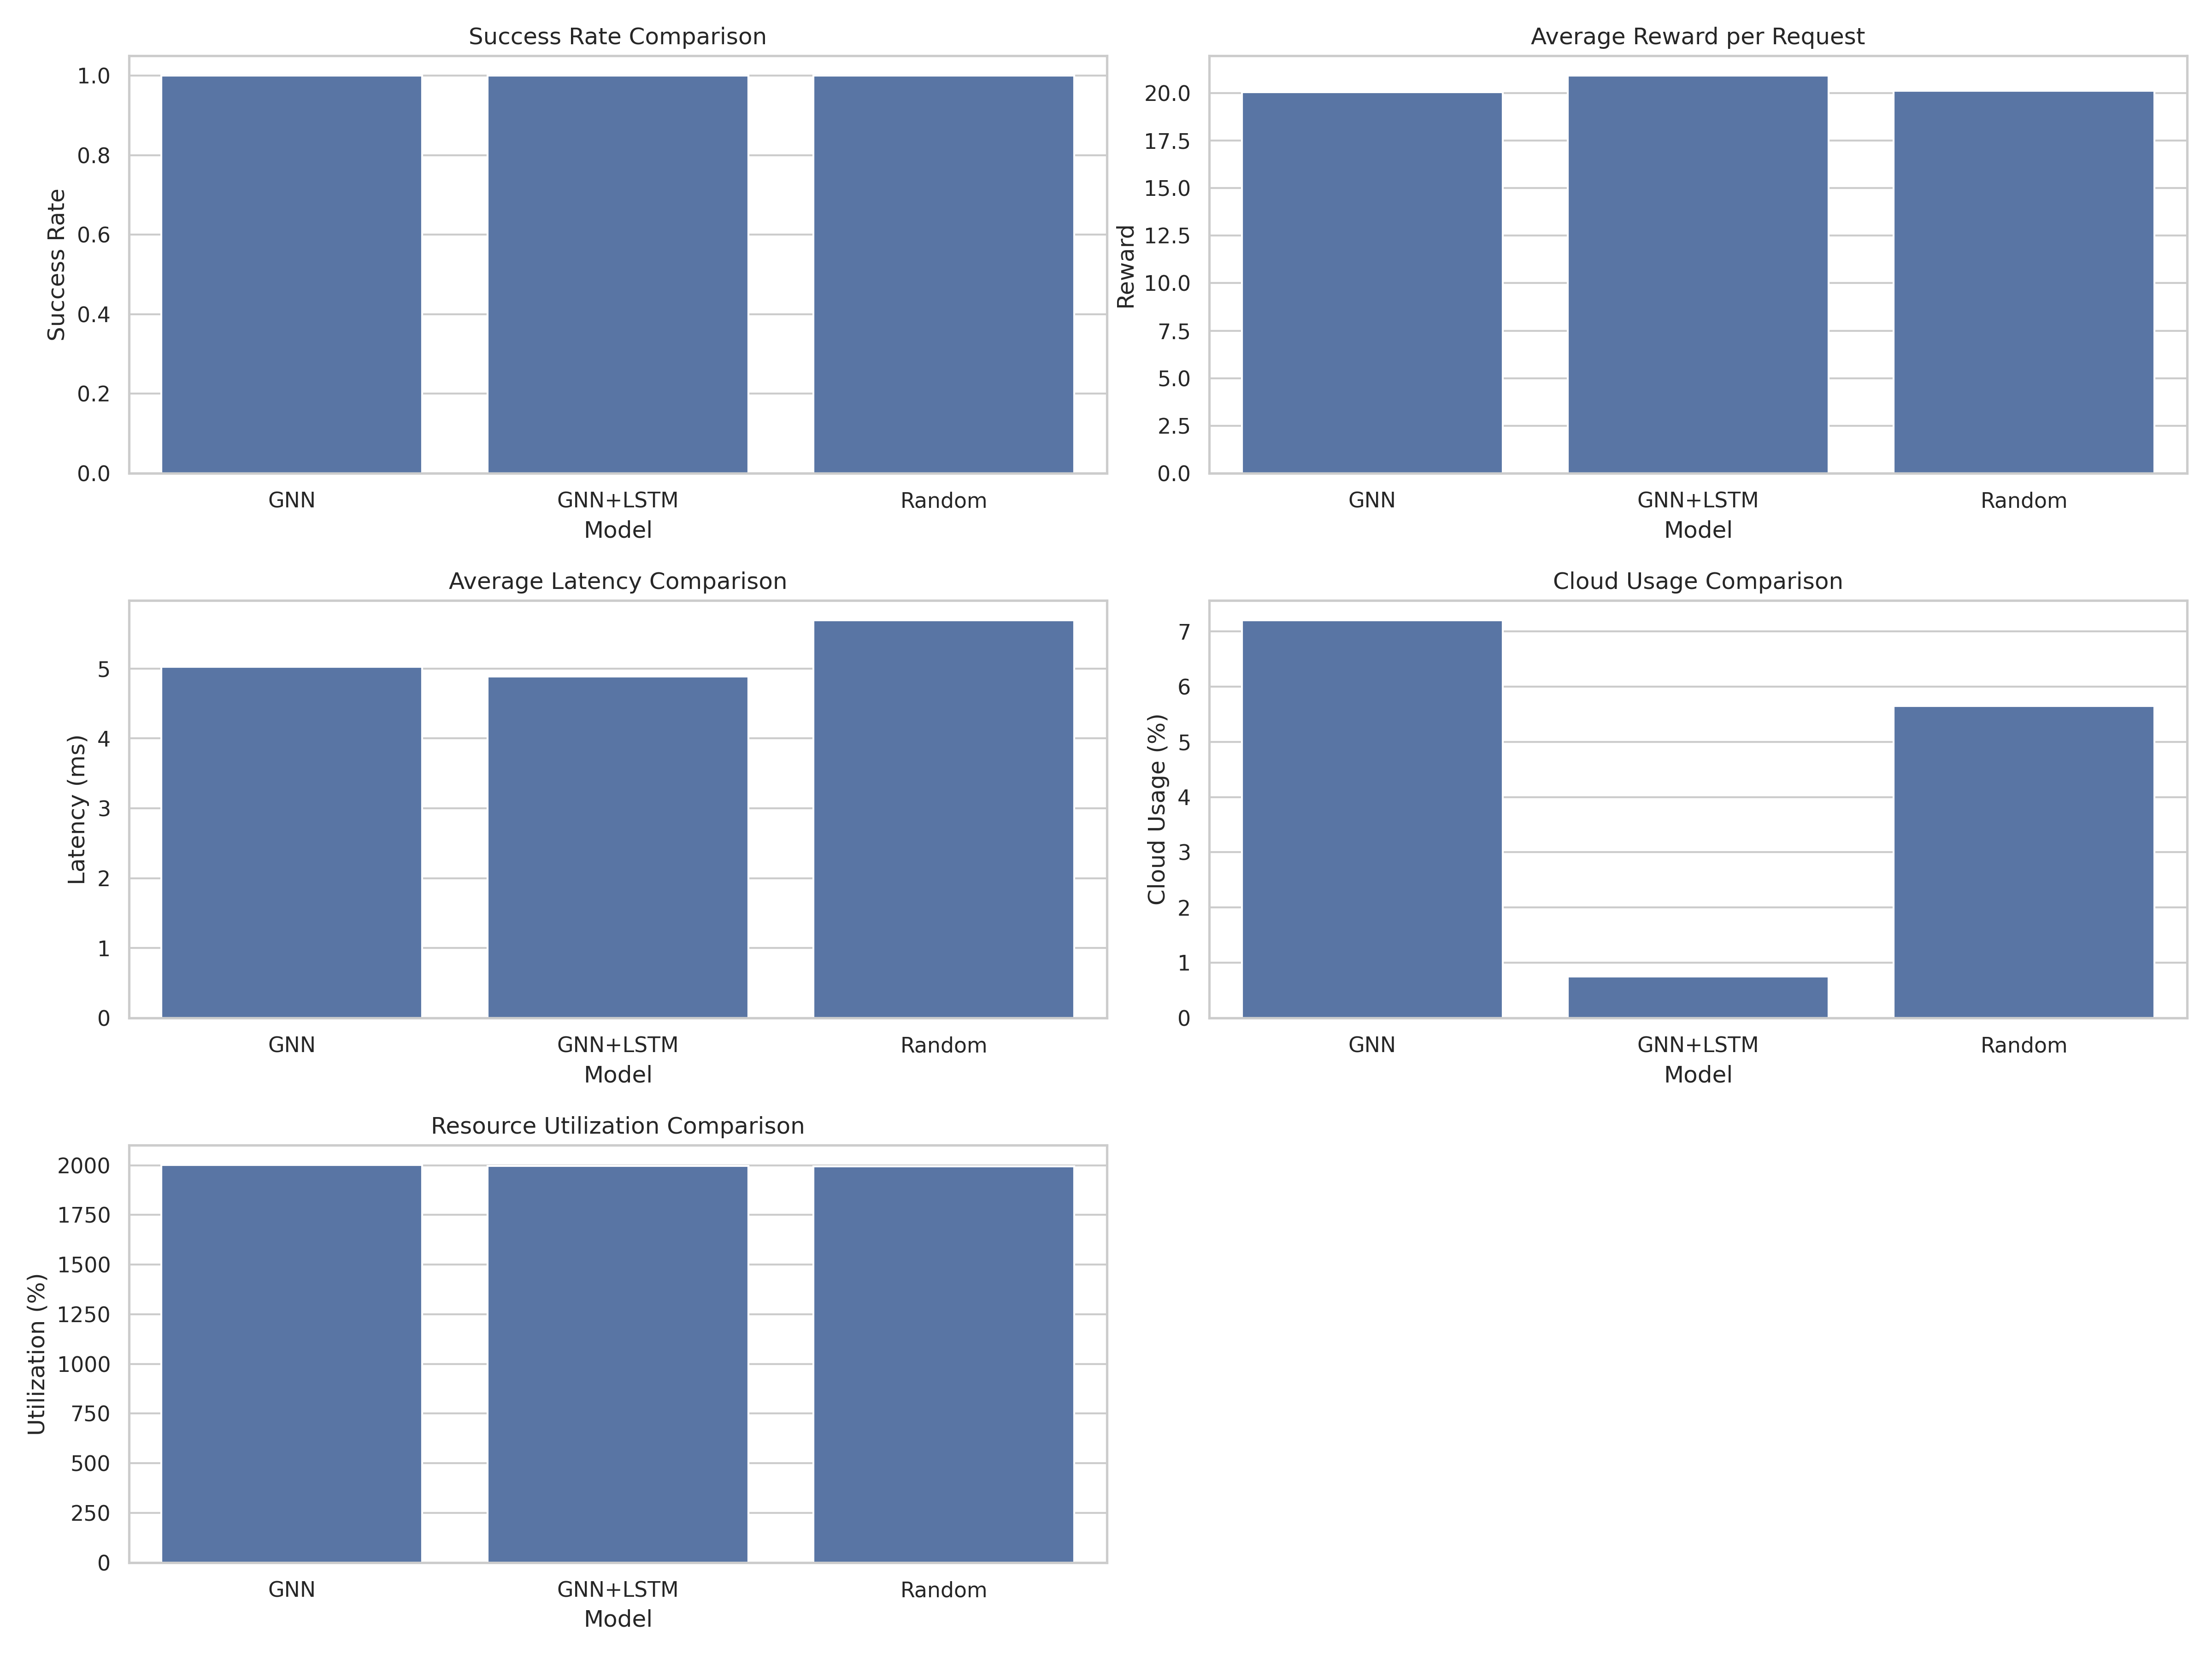 Success Rate Comparison
1.0
0.8
0.6
0.4
0.2
0.0
Success Rate
GNN
GNN+LSTM
Random
Model
Average Reward per Request
20.0
17.5
15.0
12.5
10.0
7.5
5.0
2.5
0.0
Reward
GNN
GNN+LSTM
Random
Model
Average Latency Comparison
5
4
3
2
1
0
Latency (ms)
GNN
GNN+LSTM
Random
Model
Cloud Usage Comparison
7
6
5
4
3
2
1
0
Cloud Usage (%)
GNN
GNN+LSTM
Random
Model
Resource Utilization Comparison
2000
1750
1500
1250
1000
750
500
250
0
Utilization (%)
GNN
GNN+LSTM
Random
Model